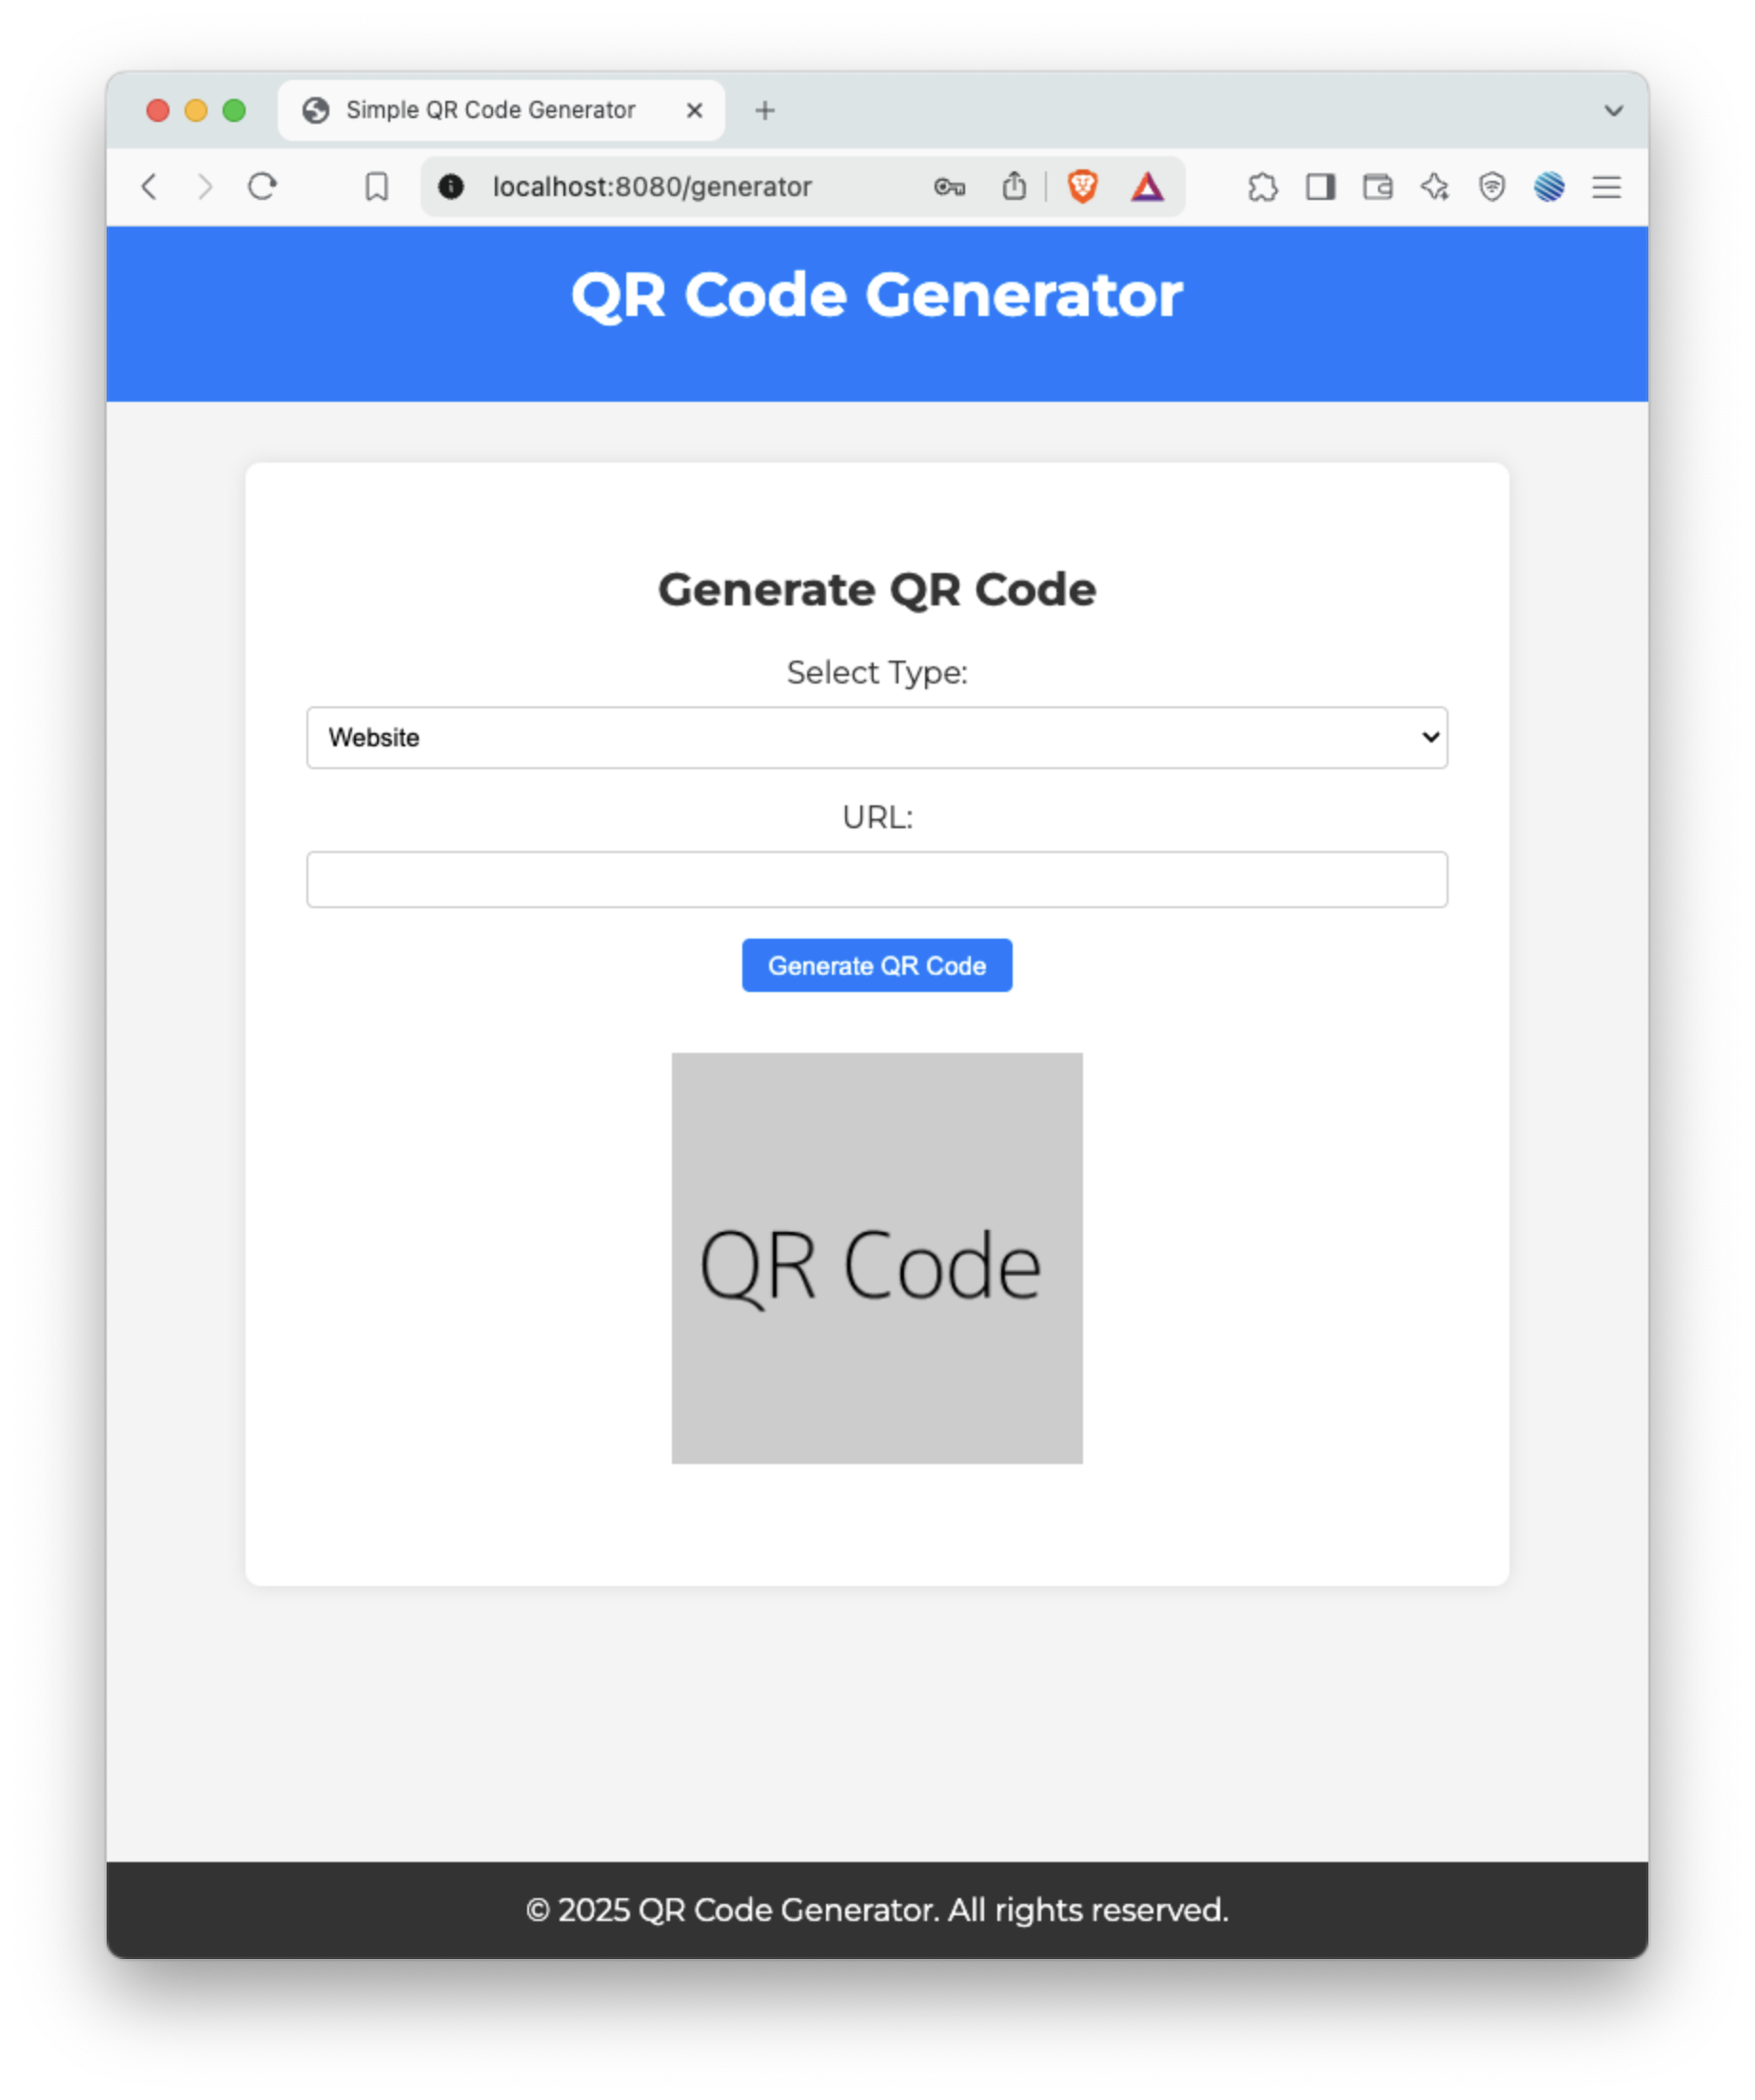 Simple QR Code Generator
localhost:8080/generator
QR Code Generator
Generate QR Code
Select Type:
Website
URL:
Generate QR Code
QR Code
© 2025 QR Code Generator. All rights reserved.